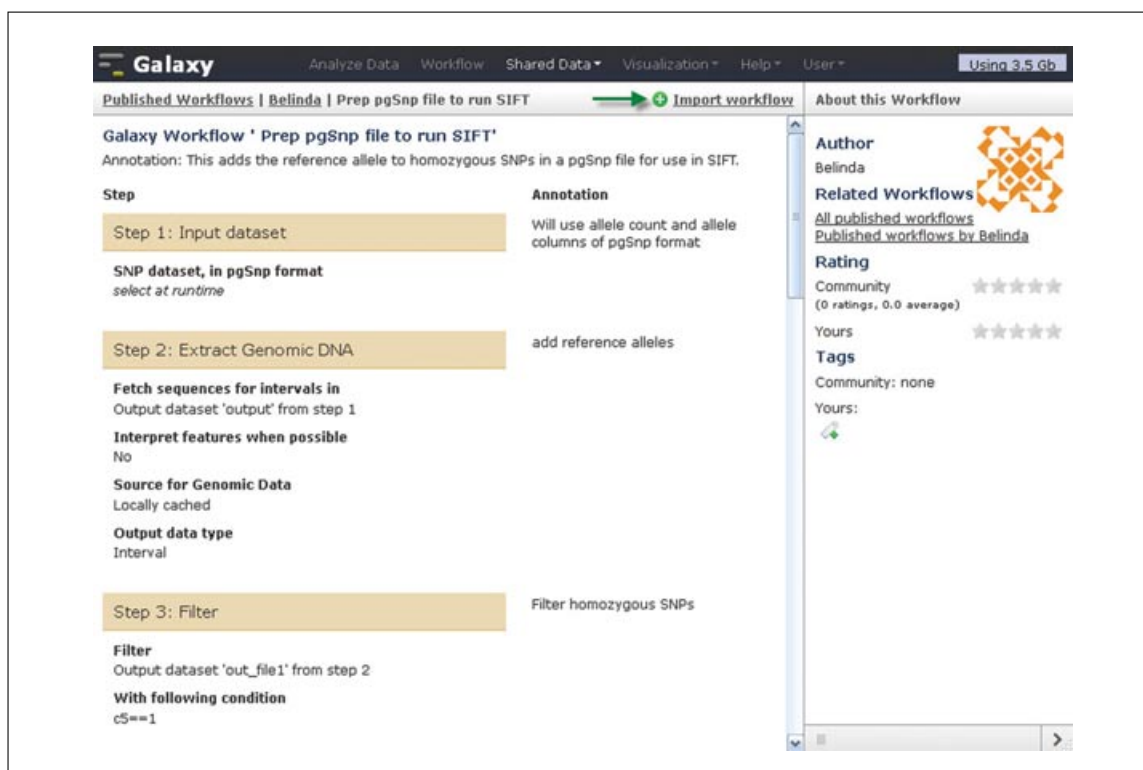 Galaxy
Analyze Data Workflow Shared Data Visualization Help User Using 3.5 Gb
Published Workflows | Belinda | Prep pgSnp file to run SIFT
Import workflow
Galaxy Workflow ' Prep pgSnp file to run SIFT'
Annotation: This adds the reference allele to homozygous SNPs in a pgSnp file for use in SIFT.
Step
Annotation
Step 1: Input dataset
Will use allele count and allele
columns of pgSnp format
SNP dataset, in pgSnp format
select at runtime
Step 2: Extract Genomic DNA
add reference alleles
Fetch sequences for intervals in
Output dataset 'output' from step 1
Interpret features when possible
No
Source for Genomic Data
Locally cached
Output data type
Interval
Step 3: Filter
Filter homozygous SNPs
Filter
Output dataset 'out_file1' from step 2
With following condition
c5==1
About this Workflow
Author
Belinda
Related Workflows
All published workflows
Published workflows by Belinda
Rating
Community
(0 ratings, 0.0 average)
Yours
Tags
Community: none
Yours: